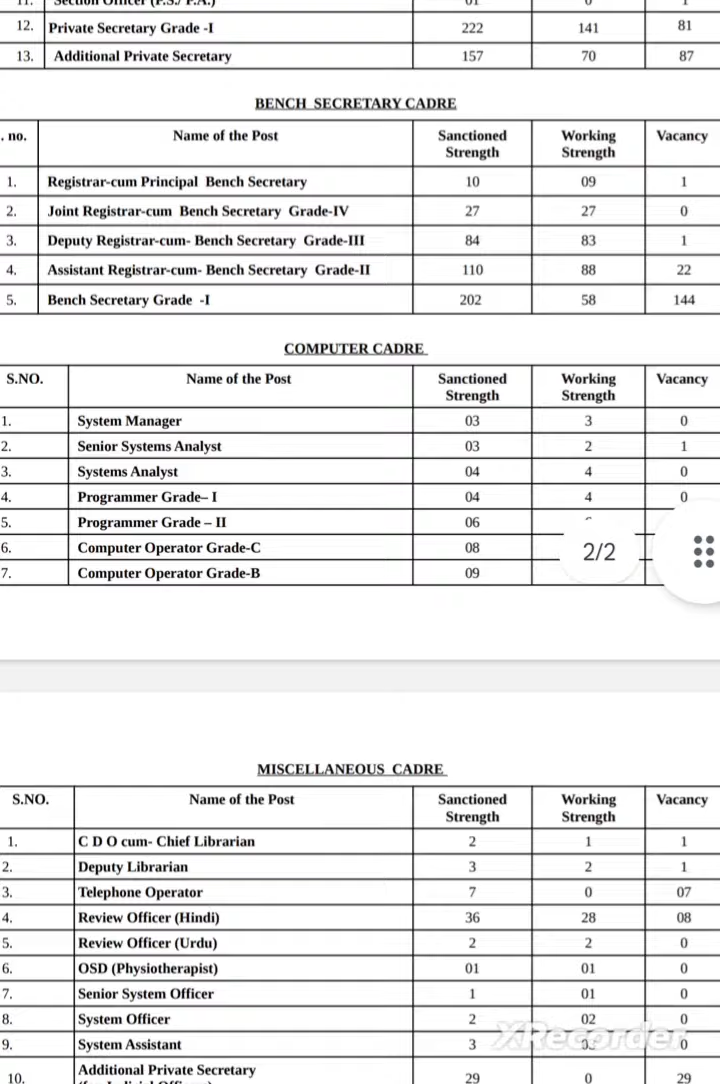 11. Section Officer (P.S./ P.A.) 01 0 1
12. Private Secretary Grade -I 222 141 81
13. Additional Private Secretary 157 70 87
BENCH SECRETARY CADRE
. no. Name of the Post Sanctioned Strength Working Strength Vacancy
1. Registrar-cum Principal Bench Secretary 10 09 1
2. Joint Registrar-cum Bench Secretary Grade-IV 27 27 0
3. Deputy Registrar-cum- Bench Secretary Grade-III 84 83 1
4. Assistant Registrar-cum- Bench Secretary Grade-II 110 88 22
5. Bench Secretary Grade -I 202 58 144
COMPUTER CADRE
S.NO. Name of the Post Sanctioned Strength Working Strength Vacancy
1. System Manager 03 3 0
2. Senior Systems Analyst 03 2 1
3. Systems Analyst 04 4 0
4. Programmer Grade– I 04 4 0
5. Programmer Grade – II 06
6. Computer Operator Grade-C 08
2/2
7. Computer Operator Grade-B 09
MISCELLANEOUS CADRE
S.NO. Name of the Post Sanctioned Strength Working Strength Vacancy
1. C D O cum- Chief Librarian 2 1 1
2. Deputy Librarian 3 2 1
3. Telephone Operator 7 0 07
4. Review Officer (Hindi) 36 28 08
5. Review Officer (Urdu) 2 2 0
6. OSD (Physiotherapist) 01 01 0
7. Senior System Officer 1 01 0
8. System Officer 2 02 0
XRecorder
9. System Assistant 3 0
10. Additional Private Secretary 29 0 29